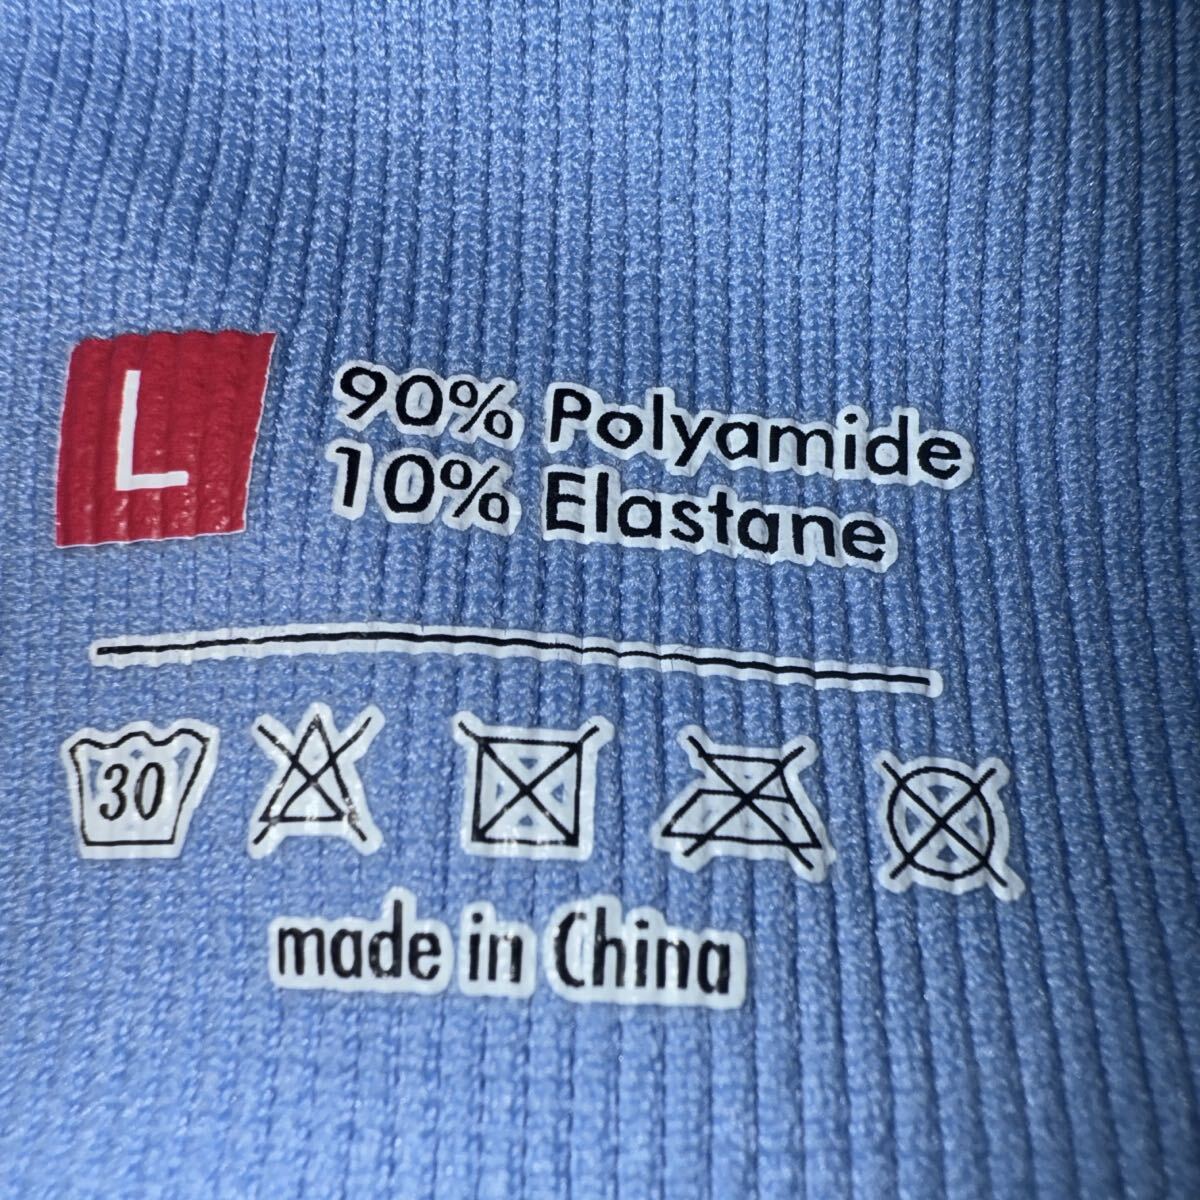 L
90% Polyamide
10% Elastane
30
made in China